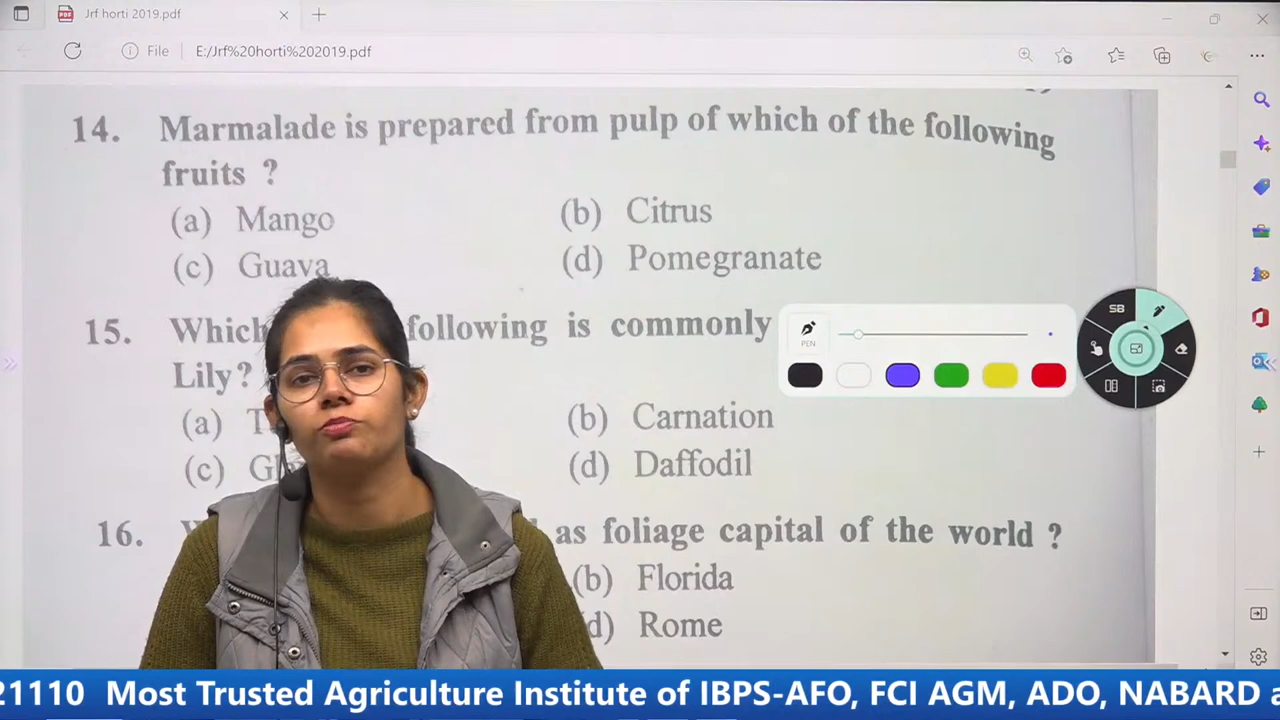 Jrf horti 2019.pdf
File E:/Jrf%20horti%202019.pdf
14. Marmalade is prepared from pulp of which of the following
fruits ?
(a) Mango (b) Citrus
(c) Guava (d) Pomegranate
15. Which following is commonly
Lily?
(a) (b) Carnation
(c) (d) Daffodil
16. as foliage capital of the world ?
(b) Florida
d) Rome
SB
PEN
21110 Most Trusted Agriculture Institute of IBPS-AFO, FCI AGM, ADO, NABARD